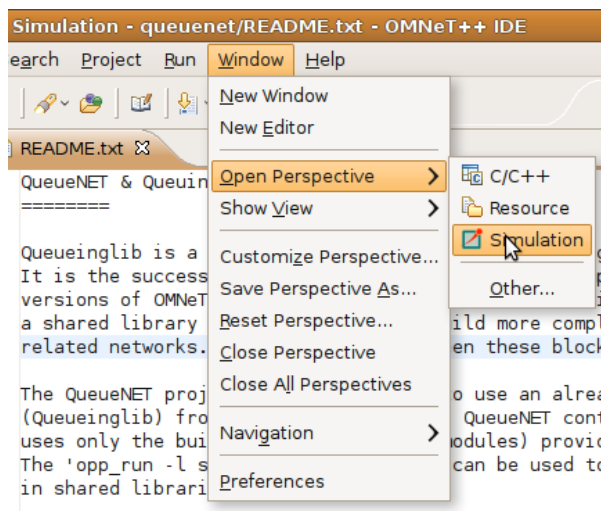 Simulation - queuenet/README.txt - OMNeT++ IDE
earch Project Run Window Help
README.txt
New Window
New Editor
Open Perspective
Show View
Customize Perspective...
Save Perspective As...
Reset Perspective...
Close Perspective
Close All Perspectives
Navigation
Preferences
C/C++
Resource
Simulation
Other...
QueueNET & Queuin
========
Queueinglib is a
It is the success
versions of OMNeT
a shared library ild more compl
related networks. en these block
The QueueNET proj o use an alrea
(Queueinglib) fro QueueNET cont
uses only the bui odules) provic
The 'opp_run -l s can be used to
in shared librari